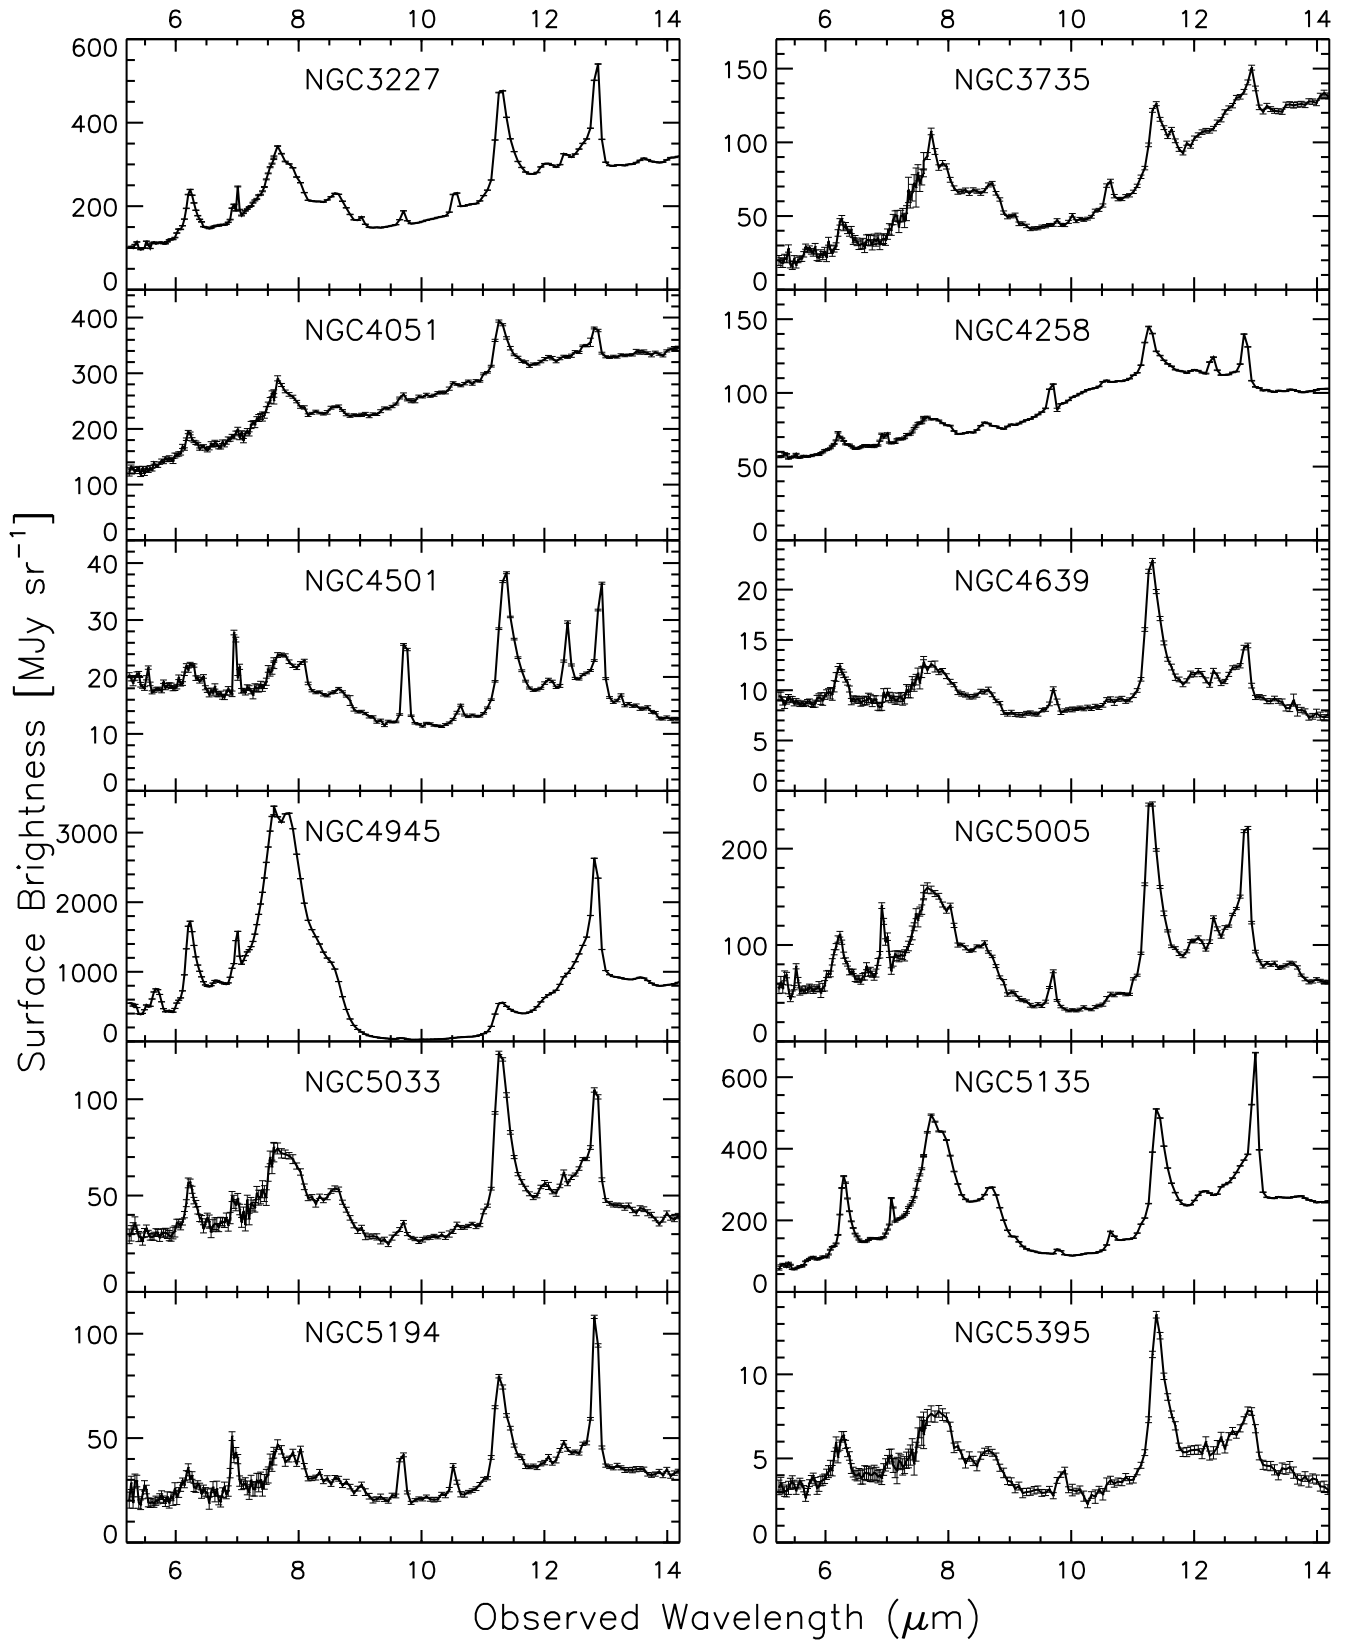 6 8 10 12 14 6 8 10 12 14
NGC3227
600
400
200
0
NGC3735
150
100
50
0
NGC4051
400
300
200
100
0
NGC4258
150
100
50
0
NGC4501
40
30
20
10
0
NGC4639
20
15
10
5
0
NGC4945
3000
2000
1000
0
NGC5005
200
100
0
NGC5033
100
50
0
NGC5135
600
400
200
0
NGC5194
100
50
0
NGC5395
10
5
0
6 8 10 12 14 6 8 10 12 14
Surface Brightness [MJy sr⁻¹]
Observed Wavelength (μm)